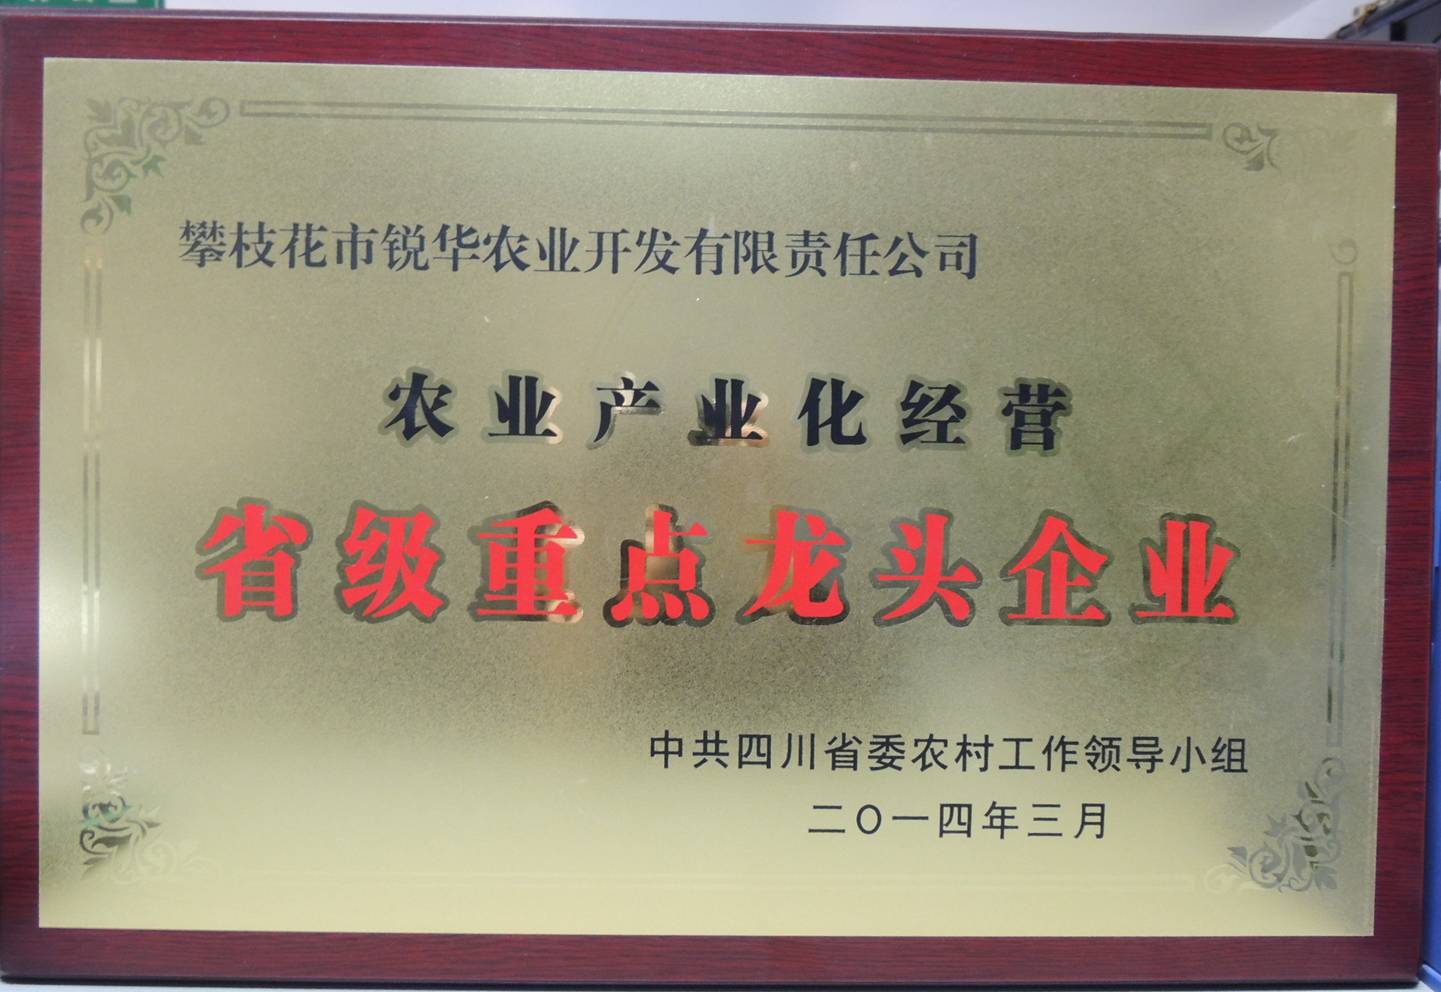 攀枝花市锐华农业开发有限责任公司
农业产业化经营
省级重点龙头企业
中共四川省委农村工作领导小组
二〇一四年三月